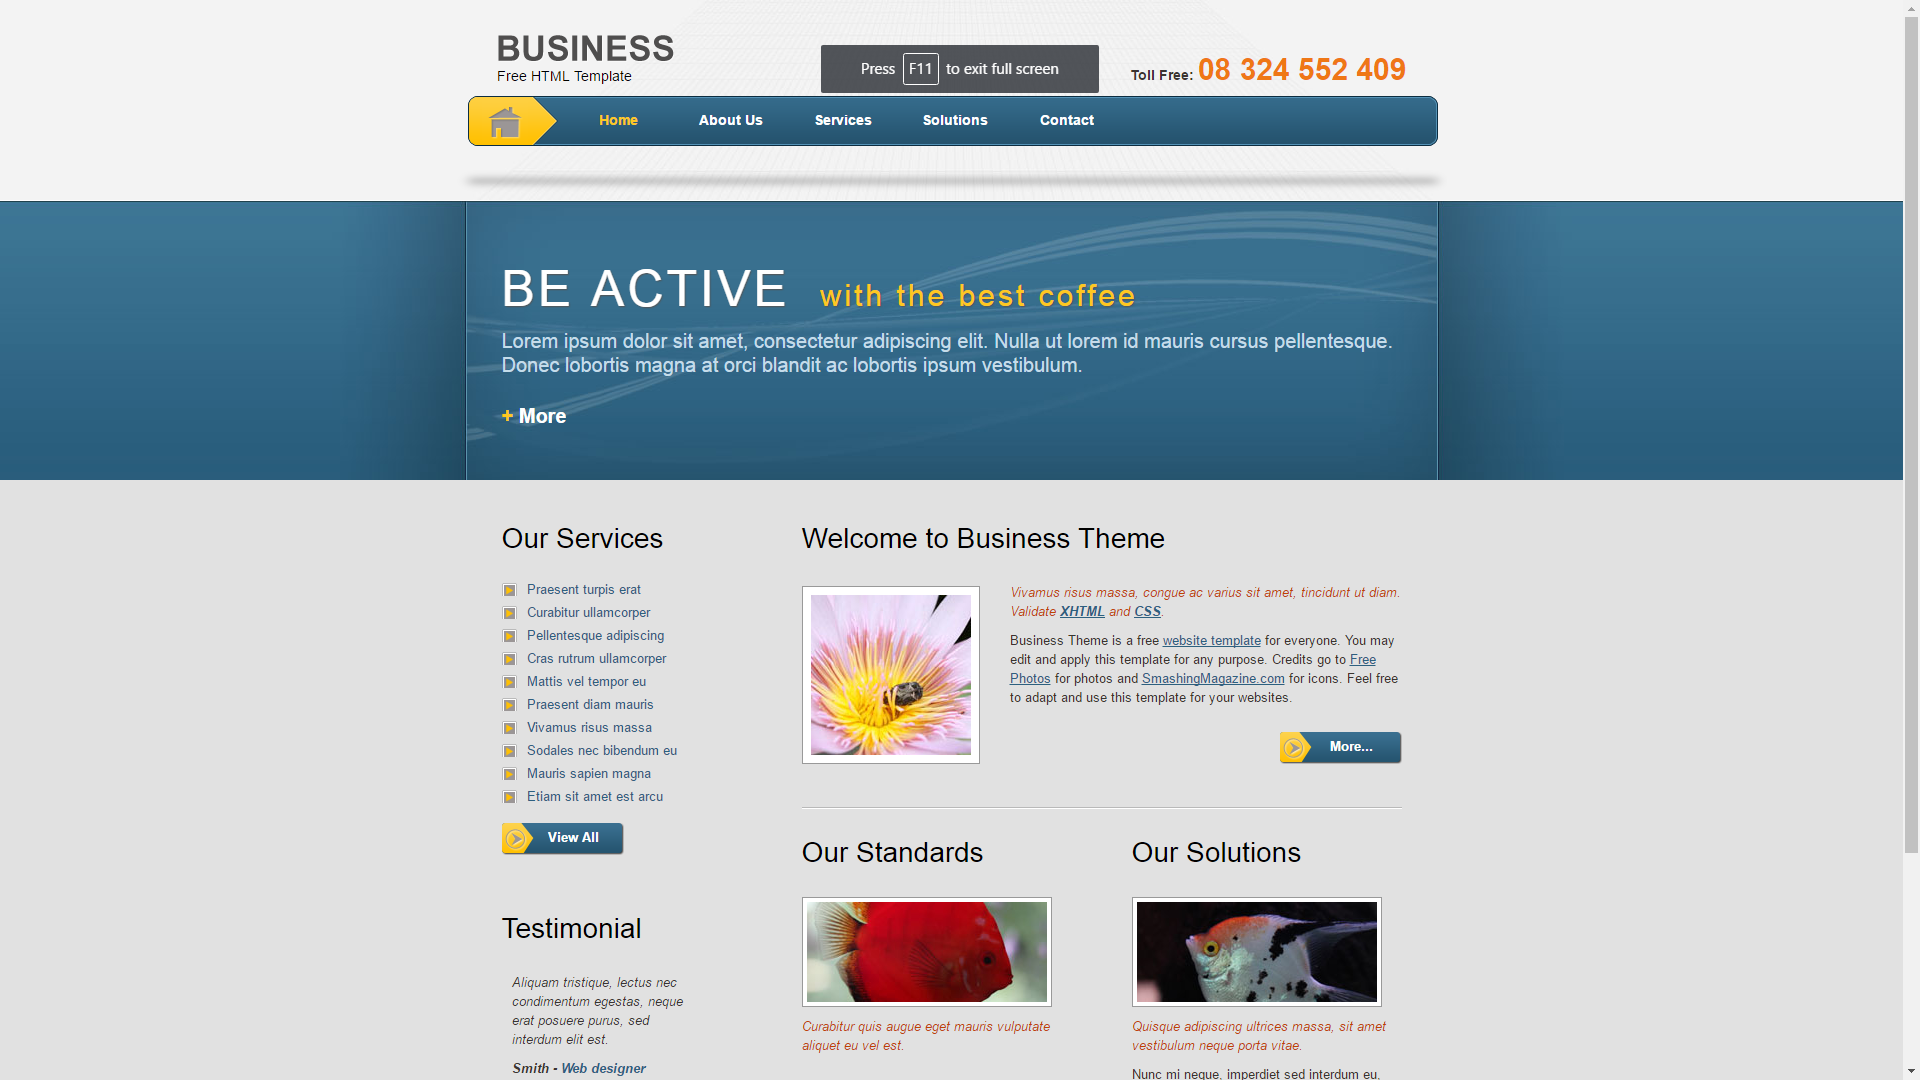 BUSINESS
Free HTML Template
Press F11 to exit full screen
Toll Free: 08 324 552 409
Home About Us Services Solutions Contact
BE ACTIVE with the best coffee
Lorem ipsum dolor sit amet, consectetur adipiscing elit. Nulla ut lorem id mauris cursus pellentesque.
Donec lobortis magna at orci blandit ac lobortis ipsum vestibulum.
+ More
Our Services
Praesent turpis erat
Curabitur ullamcorper
Pellentesque adipiscing
Cras rutrum ullamcorper
Mattis vel tempor eu
Praesent diam mauris
Vivamus risus massa
Sodales nec bibendum eu
Mauris sapien magna
Etiam sit amet est arcu
View All
Testimonial
Aliquam tristique, lectus nec
condimentum egestas, neque
erat posuere purus, sed
interdum elit est.
Smith - Web designer
Welcome to Business Theme
Vivamus risus massa, congue ac varius sit amet, tincidunt ut diam.
Validate XHTML and CSS.
Business Theme is a free website template for everyone. You may
edit and apply this template for any purpose. Credits go to Free
Photos for photos and SmashingMagazine.com for icons. Feel free
to adapt and use this template for your websites.
More...
Our Standards
Curabitur quis augue eget mauris vulputate
aliquet eu vel est.
Our Solutions
Quisque adipiscing ultrices massa, sit amet
vestibulum neque porta vitae.
Nunc mi neque, imperdiet sed interdum eu,